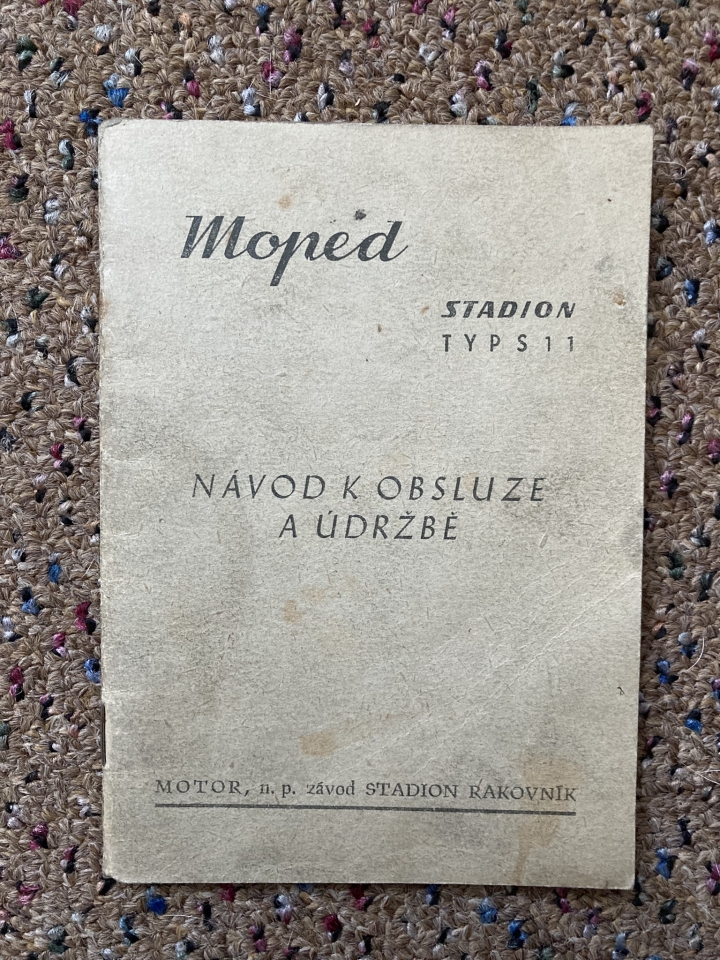 Moped
STADION
TYP S 11
NÁVOD K OBSLUZE
A ÚDRŽBĚ
MOTOR, n. p. závod STADION RAKOVNÍK